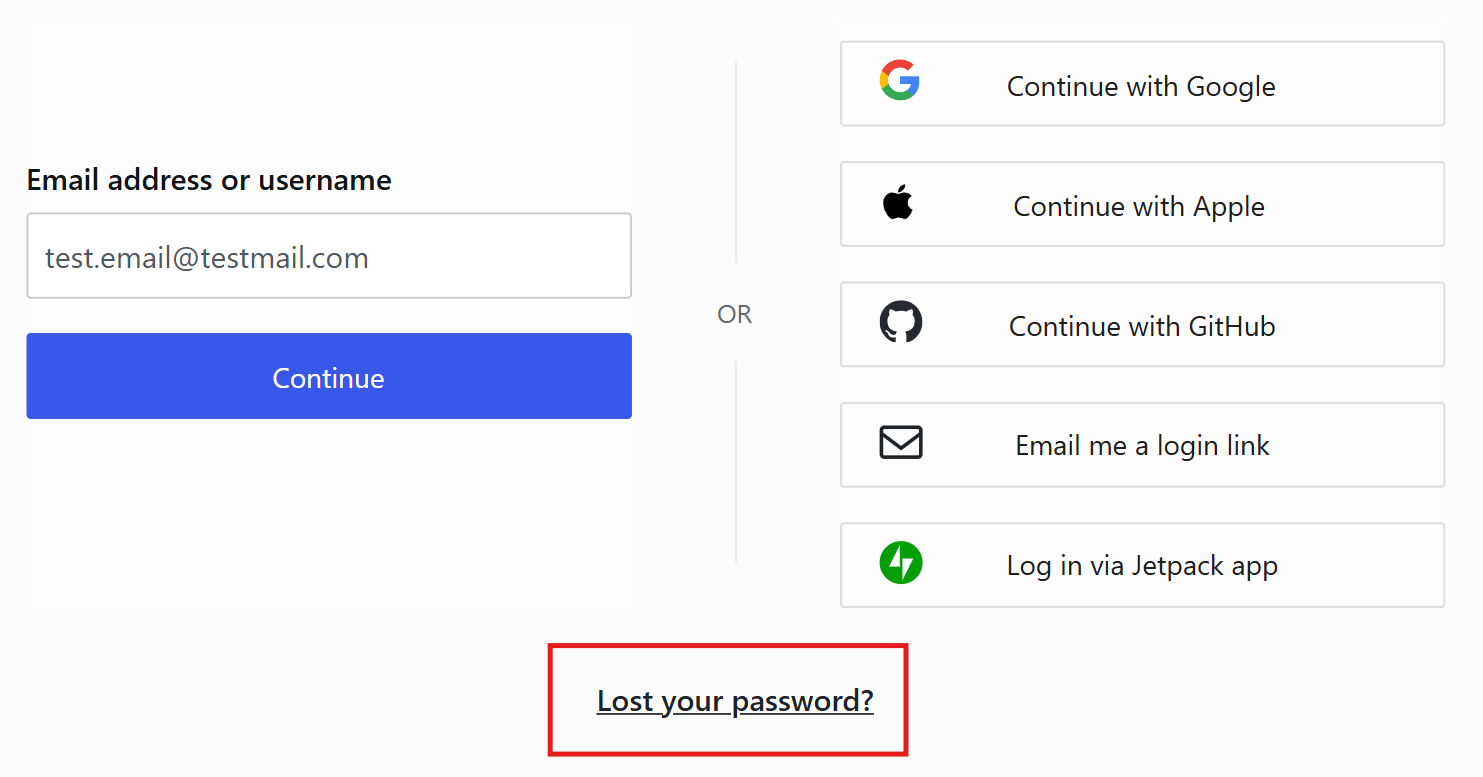 Email address or username
test.email@testmail.com
Continue
OR
Continue with Google
Continue with Apple
Continue with GitHub
Email me a login link
Log in via Jetpack app
Lost your password?